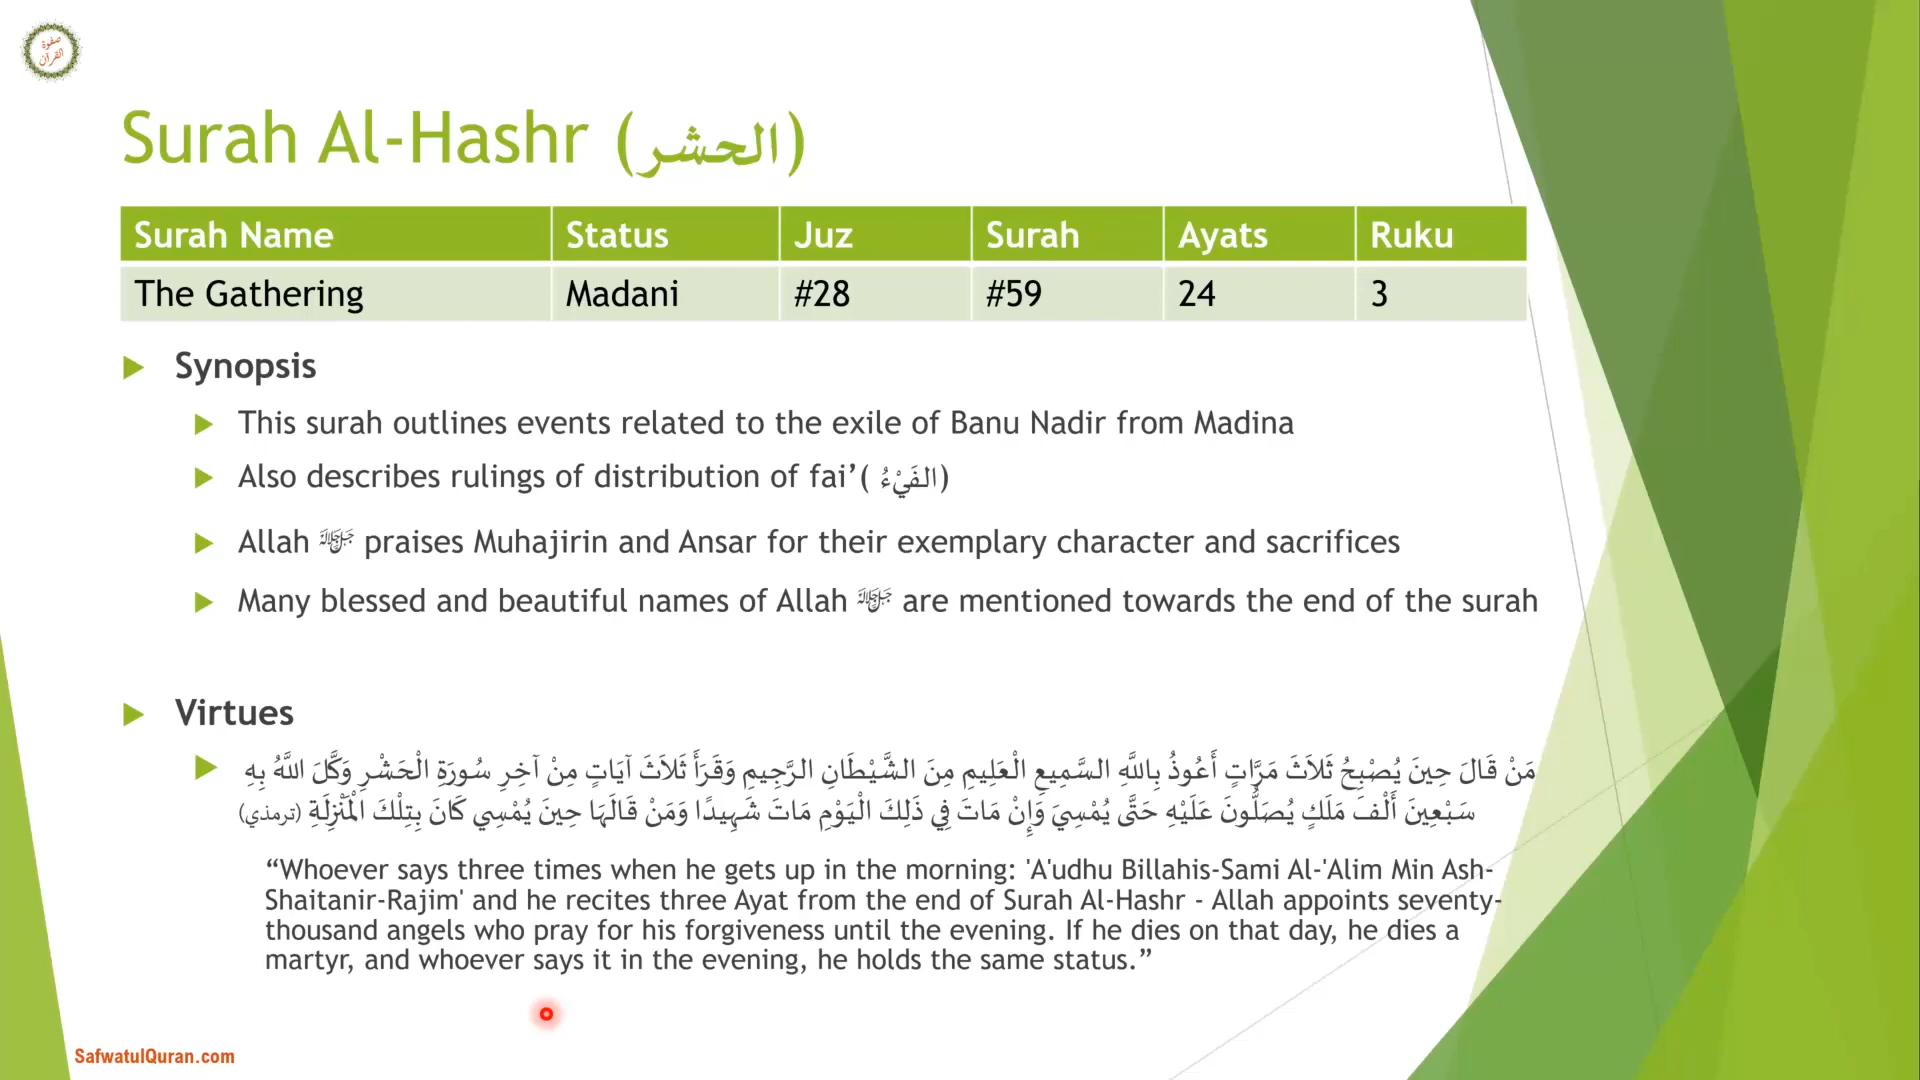 صفوة
القرآن
Surah Al-Hashr (الحشر)
Surah Name Status Juz Surah Ayats Ruku
The Gathering Madani #28 #59 24 3
Synopsis
This surah outlines events related to the exile of Banu Nadir from Madina
Also describes rulings of distribution of fai’( الفَيْءُ)
Allah ﷻ praises Muhajirin and Ansar for their exemplary character and sacrifices
Many blessed and beautiful names of Allah ﷻ are mentioned towards the end of the surah
Virtues
مَنْ قَالَ حِينَ يُصْبِحُ ثَلاَثَ مَرَّاتٍ أَعُوذُ بِاللَّهِ السَّمِيعِ الْعَلِيمِ مِنَ الشَّيْطَانِ الرَّجِيمِ وَقَرَأَ ثَلاَثَ آيَاتٍ مِنْ آخِرِ سُورَةِ الْحَشْرِ وَكَّلَ اللَّهُ بِهِ
سَبْعِينَ أَلْفَ مَلَكٍ يُصَلُّونَ عَلَيْهِ حَتَّى يُمْسِيَ وَإِنْ مَاتَ فِي ذَلِكَ الْيَوْمِ مَاتَ شَهِيدًا وَمَنْ قَالَهَا حِينَ يُمْسِي كَانَ بِتِلْكَ الْمَنْزِلَةِ (ترمذي)
“Whoever says three times when he gets up in the morning: 'A'udhu Billahis-Sami Al-'Alim Min Ash-
Shaitanir-Rajim' and he recites three Ayat from the end of Surah Al-Hashr - Allah appoints seventy-
thousand angels who pray for his forgiveness until the evening. If he dies on that day, he dies a
martyr, and whoever says it in the evening, he holds the same status.”
SafwatulQuran.com